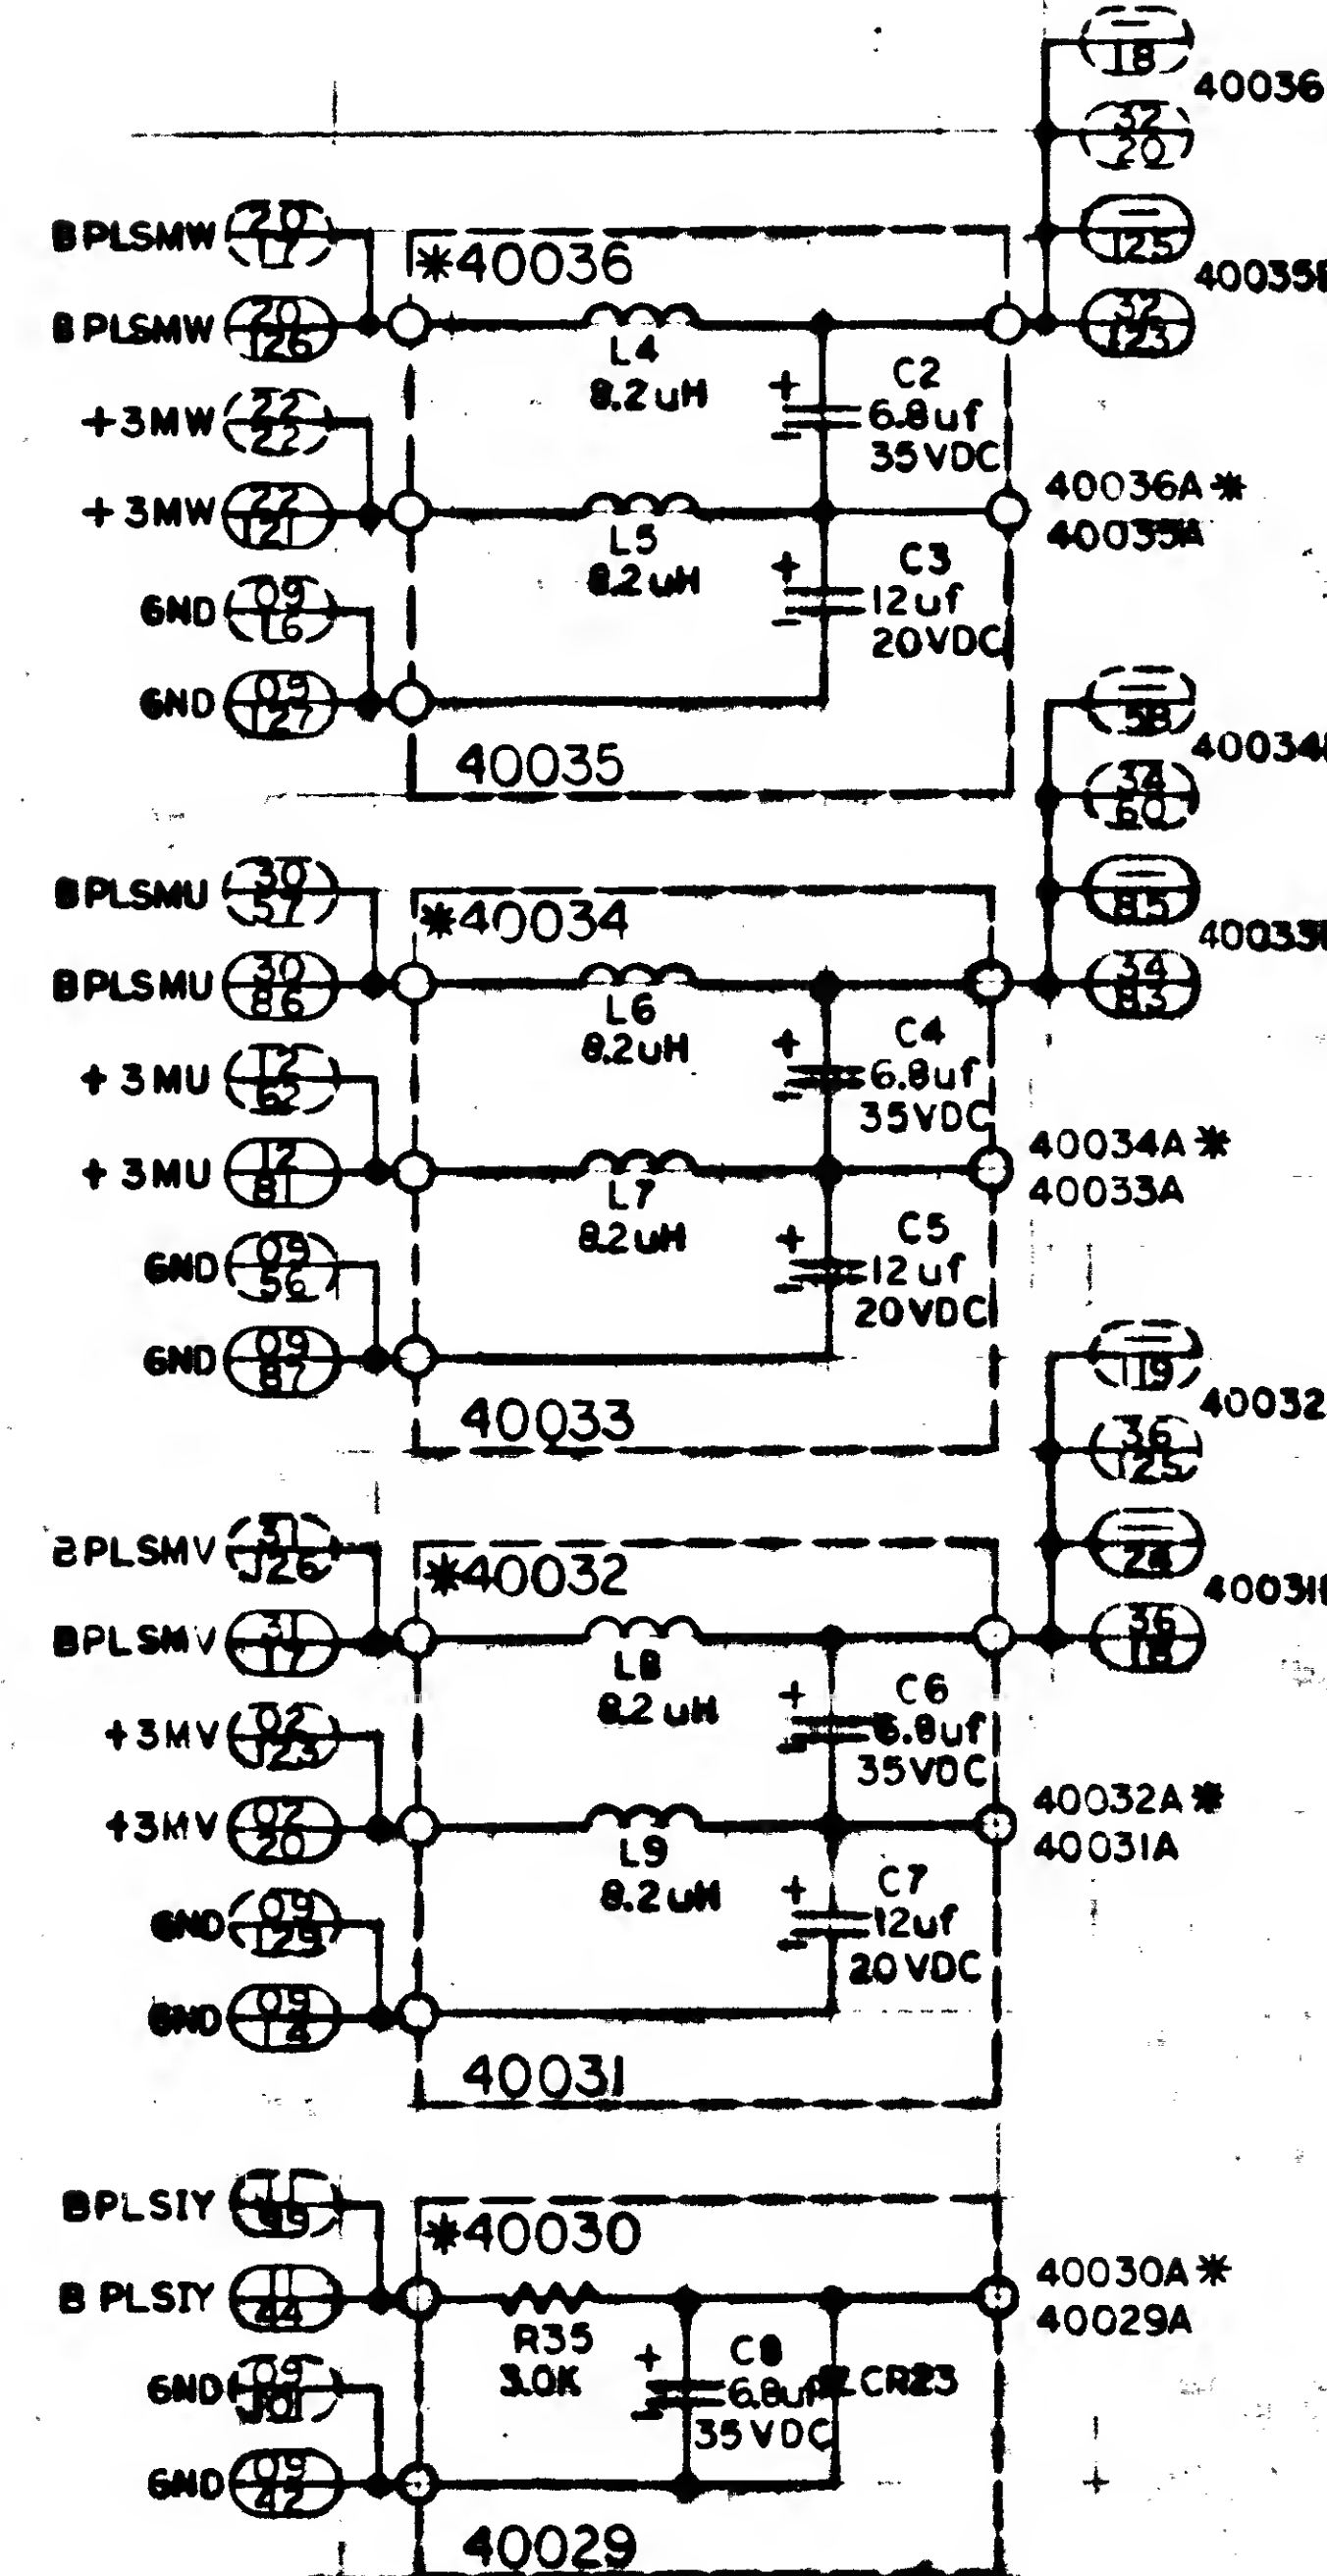 18
40036
32
20
BPLSMW 20
17
*40036
125
40035
BPLSMW 20
126
32
123
L4
8.2uH
C2
+ 6.8uf
- 35VDC
+3MW 22
22
+3MW 22
121
L5
8.2uH
40036A*
40035A
C3
+ 12uf
- 20VDC
GND 09
16
GND 09
127
40035
58
40034
34
60
BPLSMU 30
57
*40034
85
40033
BPLSMU 30
86
34
83
L6
8.2uH
C4
+ 6.8uf
- 35VDC
+3MU 12
62
+3MU 12
81
L7
8.2uH
40034A*
40033A
C5
+ 12uf
- 20VDC
GND 09
56
GND 09
87
40033
119
40032
36
125
BPLSMV 31
126
*40032
24
40031
BPLSMV 31
17
36
18
L8
8.2uH
C6
+ 6.8uf
- 35VDC
+3MV 02
123
+3MV 02
20
L9
8.2uH
40032A*
40031A
C7
+ 12uf
- 20VDC
GND 09
129
GND 09
14
40031
BPLSIY 11
99
*40030
BPLSIY 11
44
R35
3.0K
40030A*
40029A
C8
+ 6.8uf
- 35VDC
CR23
GND 09
101
GND 09
42
40029